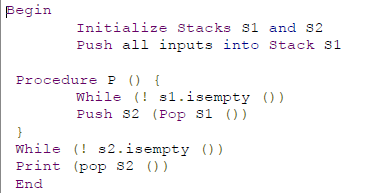 Begin
Initialize Stacks S1 and S2
Push all inputs into Stack S1
Procedure P () {
While (! s1.isempty ())
Push S2 (Pop S1 ())
}
While (! s2.isempty ())
Print (pop S2 ())
End